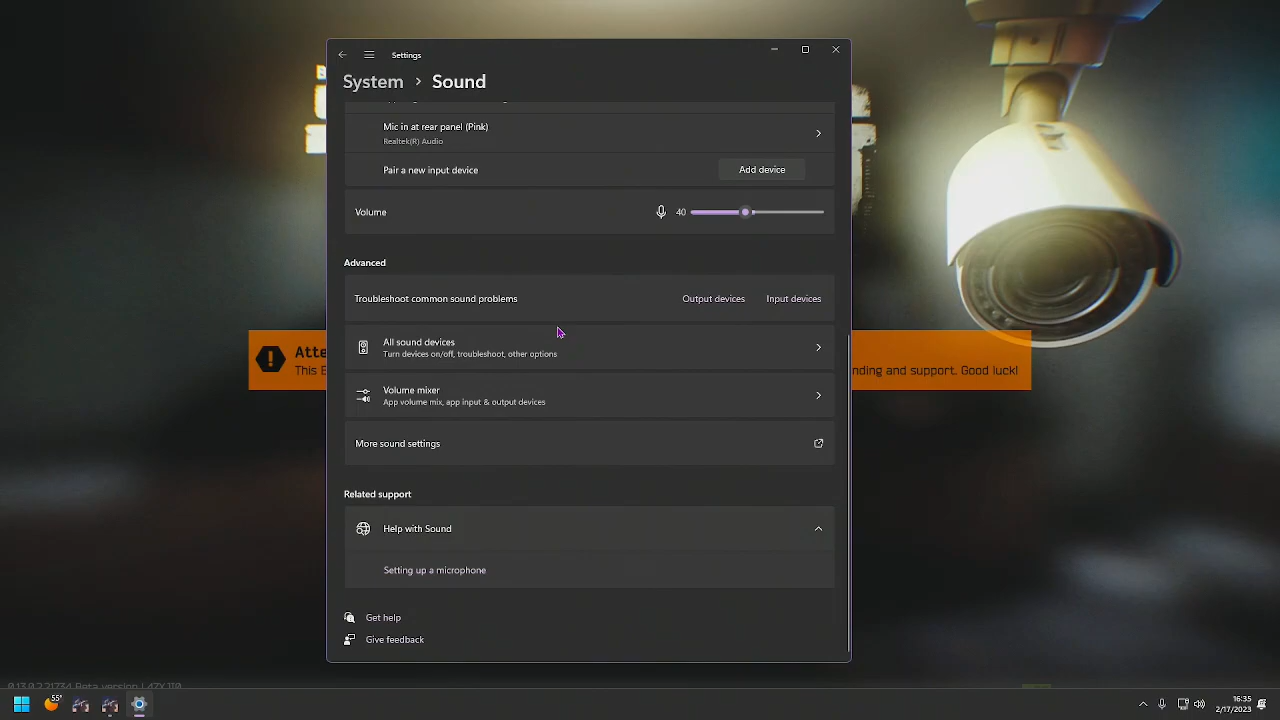 Settings
System > Sound
Mic in at rear panel (Pink)
Realtek(R) Audio
Pair a new input device
Add device
Volume
40
Advanced
Troubleshoot common sound problems
Output devices
Input devices
All sound devices
Turn devices on/off, troubleshoot, other options
Atte
This E
nding and support. Good luck!
Volume mixer
App volume mix, app input & output devices
More sound settings
Related support
Help with Sound
Setting up a microphone
Get help
Give feedback
55°
16:35
2/17/2023